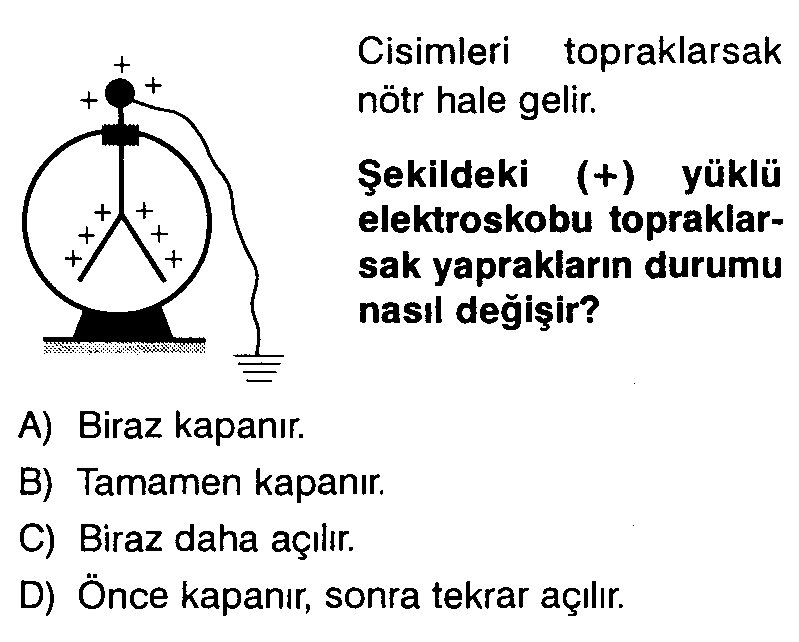 Cisimleri topraklarsak
nötr hale gelir.
Şekildeki (+) yüklü
elektroskobu topraklar-
sak yaprakların durumu
nasıl değişir?
A) Biraz kapanır.
B) Tamamen kapanır.
C) Biraz daha açılır.
D) Önce kapanır, sonra tekrar açılır.